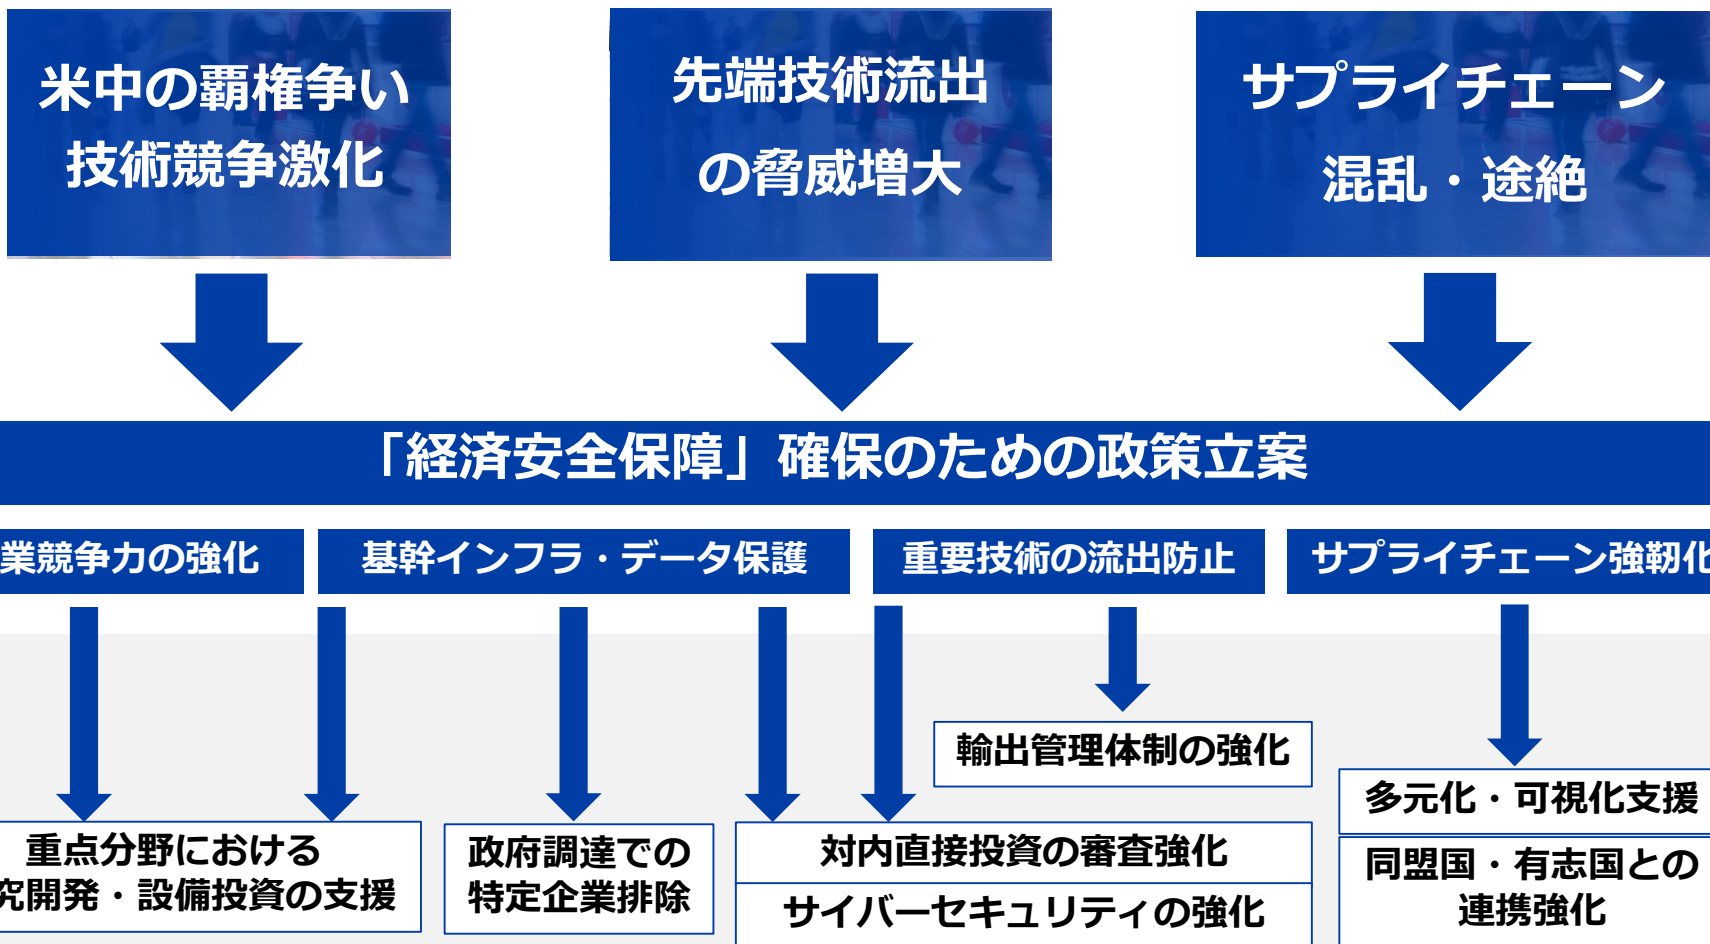 米中の覇権争い
技術競争激化
先端技術流出
の脅威増大
サプライチェーン
混乱・途絶
「経済安全保障」確保のための政策立案
業競争力の強化
基幹インフラ・データ保護
重要技術の流出防止
サプライチェーン強靭化
輸出管理体制の強化
多元化・可視化支援
重点分野における
究開発・設備投資の支援
政府調達での
特定企業排除
対内直接投資の審査強化
サイバーセキュリティの強化
同盟国・有志国との
連携強化